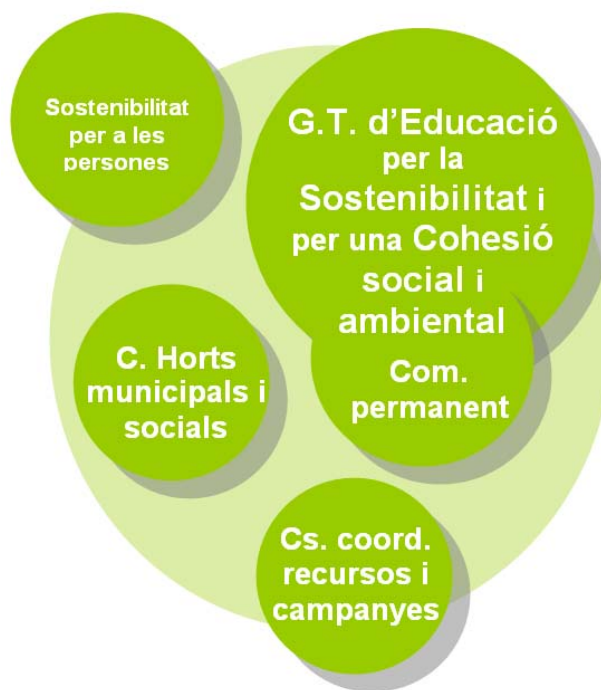 Sostenibilitat
per a les
persones
G.T. d'Educació
per la
Sostenibilitat i
per una Cohesió
social i
ambiental
C. Horts
municipals i
socials
Com.
permanent
Cs. coord.
recursos i
campanyes